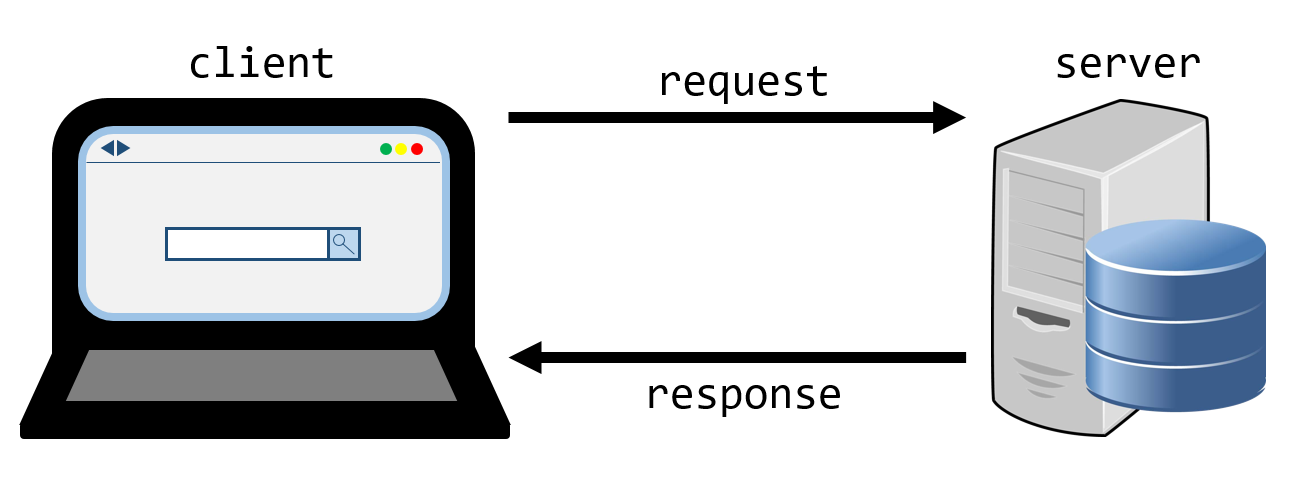 client
request
server
response